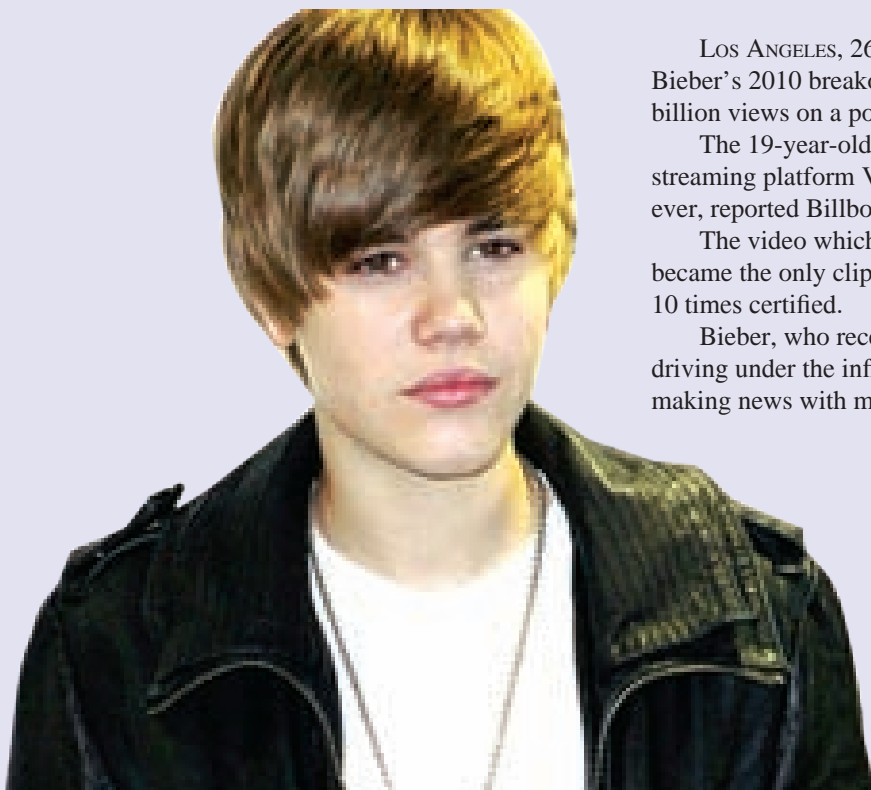 LOS ANGELES, 26
Bieber’s 2010 breako
billion views on a po
The 19-year-old
streaming platform V
ever, reported Billbo
The video which
became the only clip
10 times certified.
Bieber, who rece
driving under the inf
making news with m